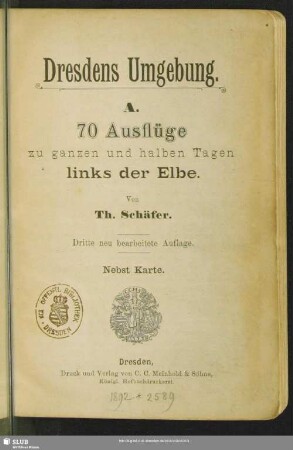 Dresdens Umgebung.
A.
70 Ausflüge
zu ganzen und halben Tagen
links der Elbe.
Von
Th. Schäfer.
Dritte neu bearbeitete Auflage.
Nebst Karte.
Dresden,
Druck und Verlag von C. C. Meinhold & Söhne,
Königl. Hofbuchdruckerei.
1892 * 2589
SLUB